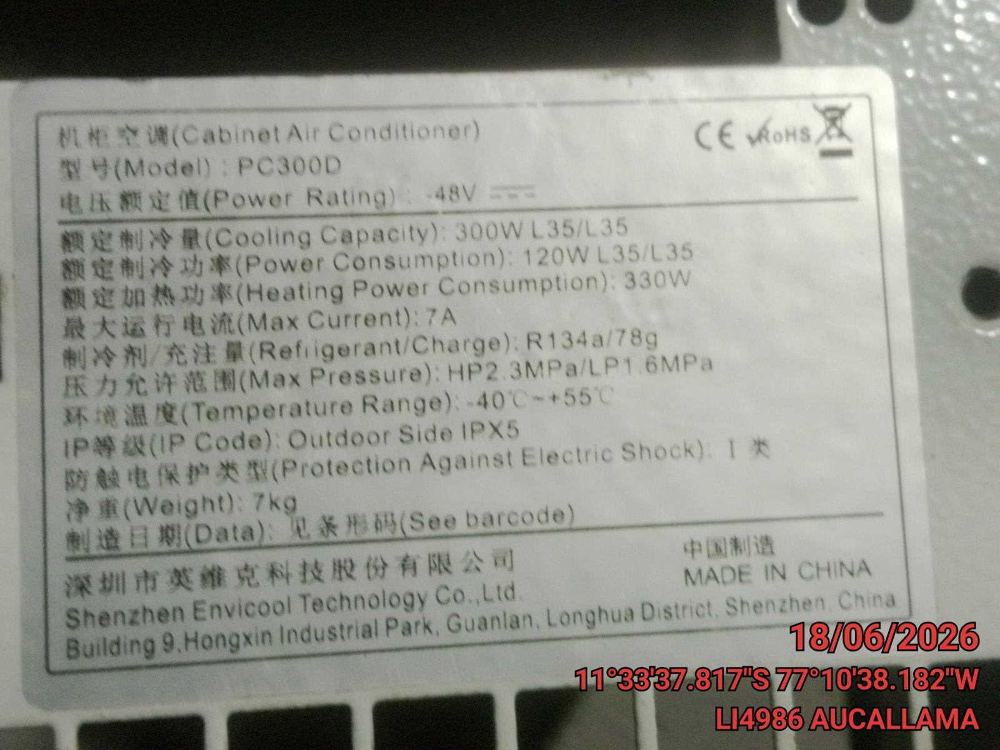 机柜空调(Cabinet Air Conditioner)
CE RoHS
型号(Model) : PC300D
电压额定值(Power Rating) : -48V
额定制冷量(Cooling Capacity): 300W L35/L35
额定制冷功率(Power Consumption): 120W L35/L35
额定加热功率(Heating Power Consumption): 330W
最大运行电流(Max Current): 7A
制冷剂/充注量(Refrigerant/Charge): R134a/78g
压力允许范围(Max Pressure): HP2.3MPa/LP1.6MPa
环境温度(Temperature Range): -40℃~+55℃
IP等级(IP Code): Outdoor Side IPX5
防触电保护类型(Protection Against Electric Shock): I 类
净重(Weight): 7kg
制造日期(Data): 见条形码(See barcode)
深圳市英维克科技股份有限公司
中国制造
Shenzhen Envicool Technology Co.,Ltd.
MADE IN CHINA
Building 9,Hongxin Industrial Park, Guanlan, Longhua District, Shenzhen, China
18/06/2026
11°33'37.817"S 77°10'38.182"W
LI4986 AUCALLAMA